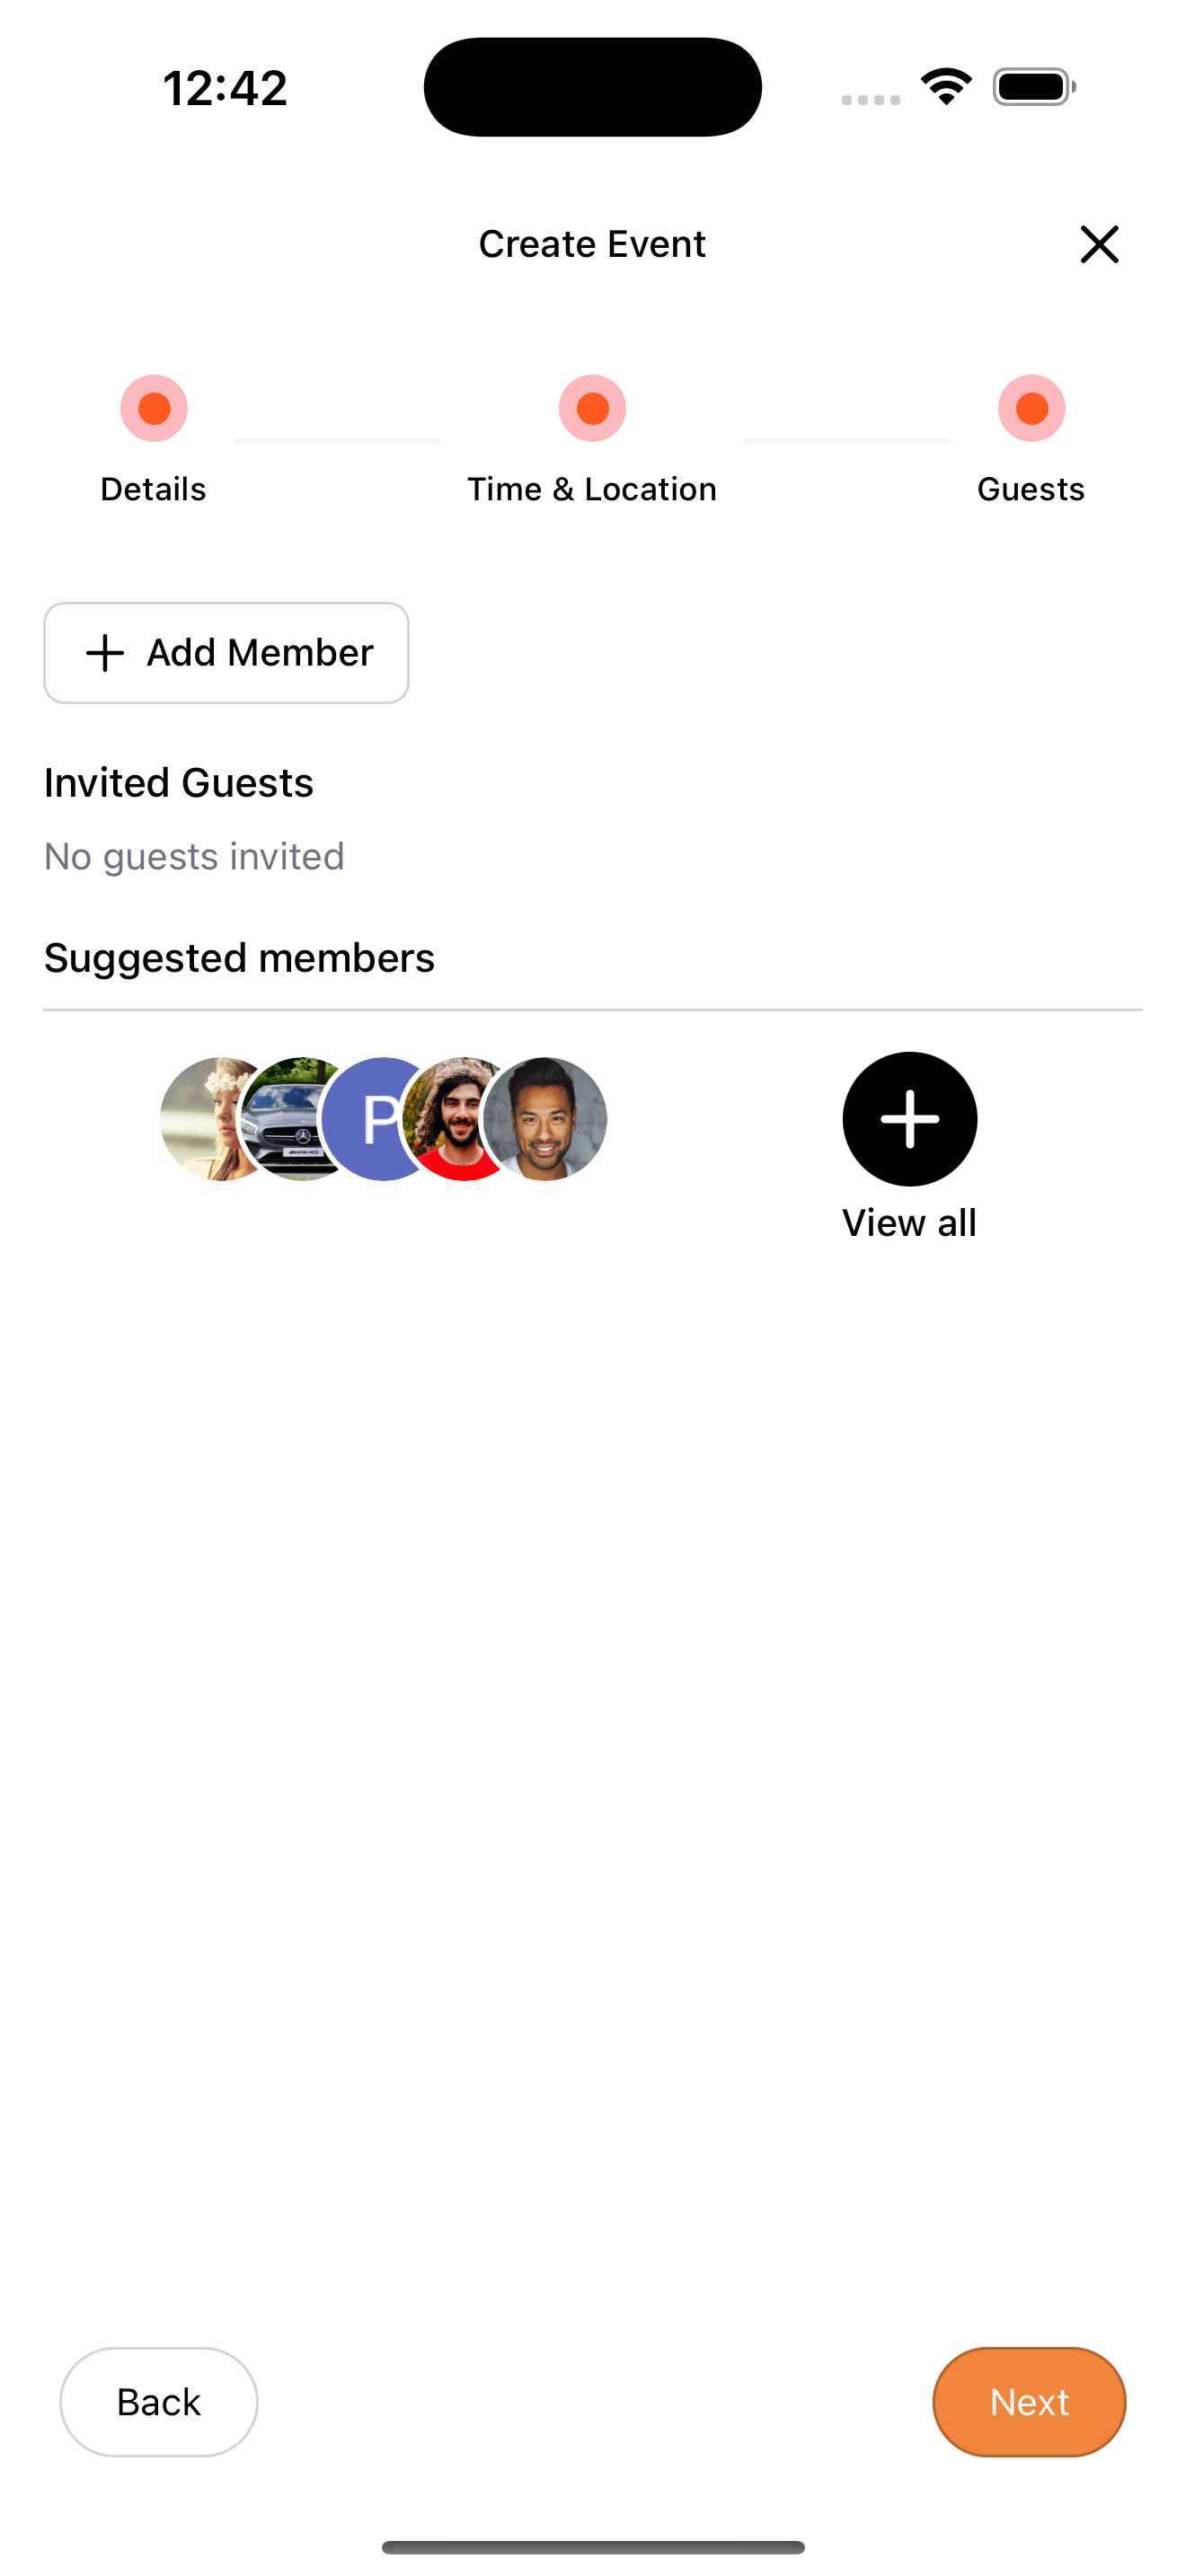 12:42
Create Event
Details
Time & Location
Guests
Add Member
Invited Guests
No guests invited
Suggested members
P
View all
Back
Next